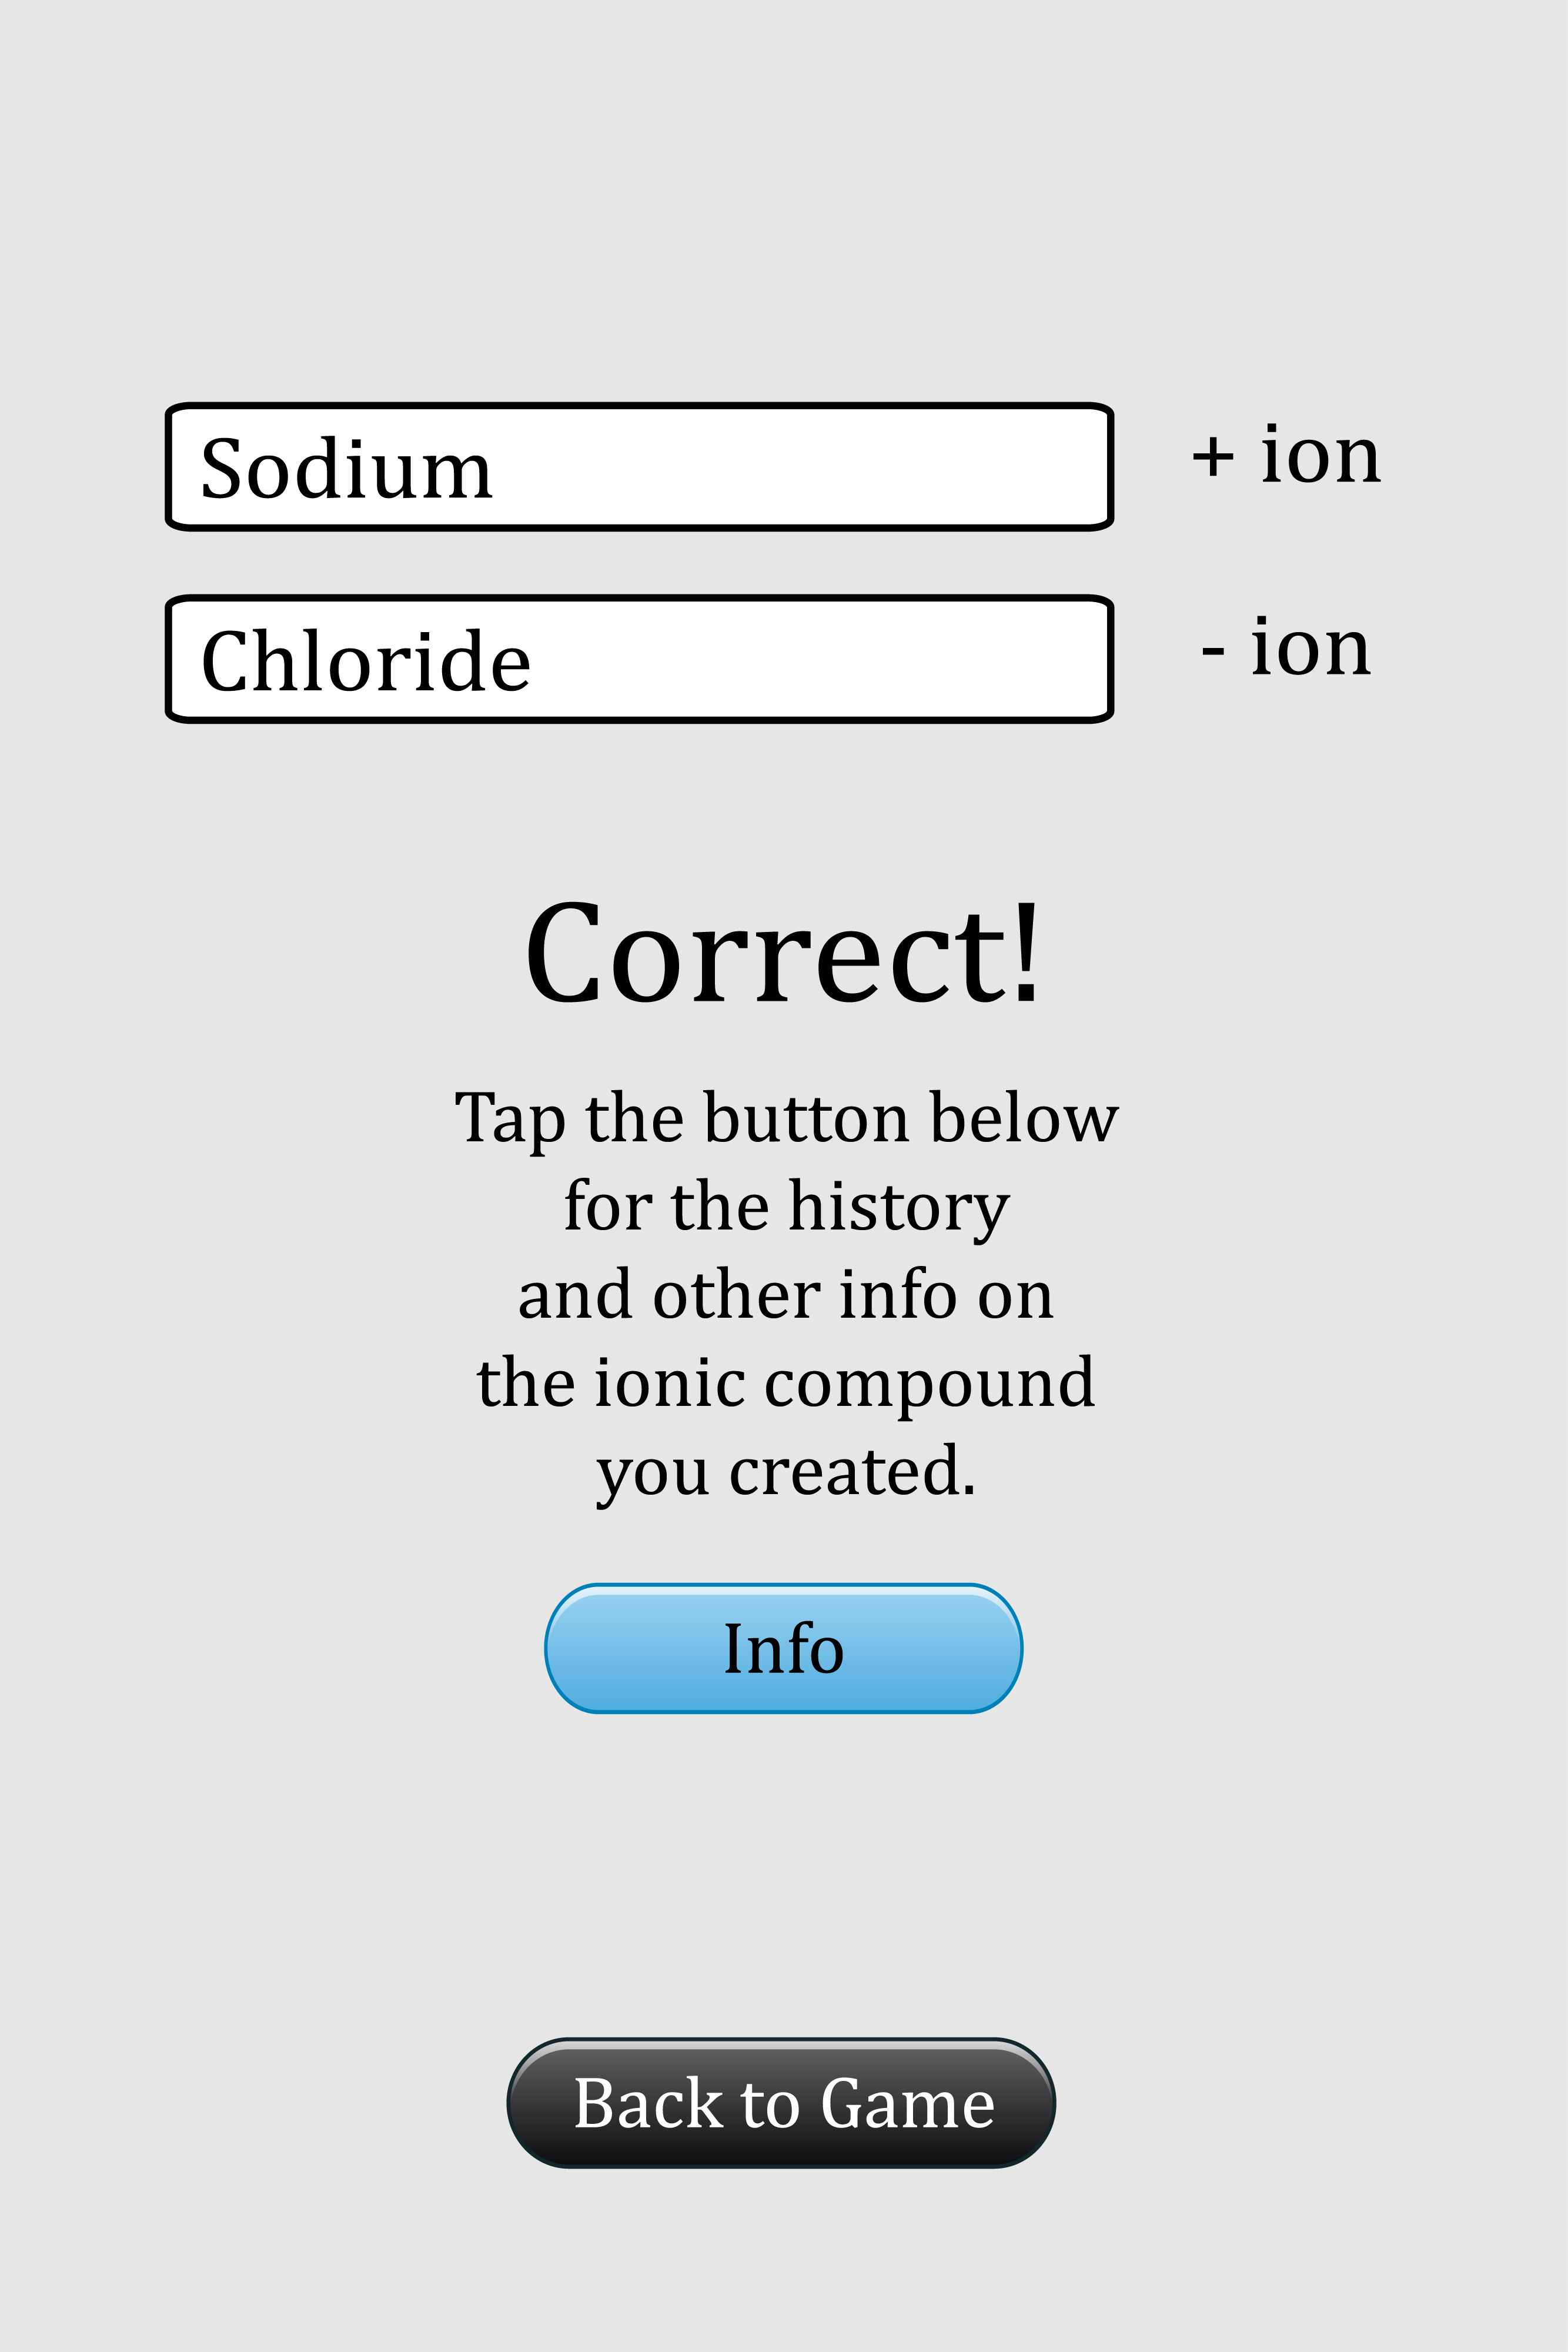 Sodium
+ ion
Chloride
- ion
Correct!
Tap the button below
for the history
and other info on
the ionic compound
you created.
Info
Back to Game